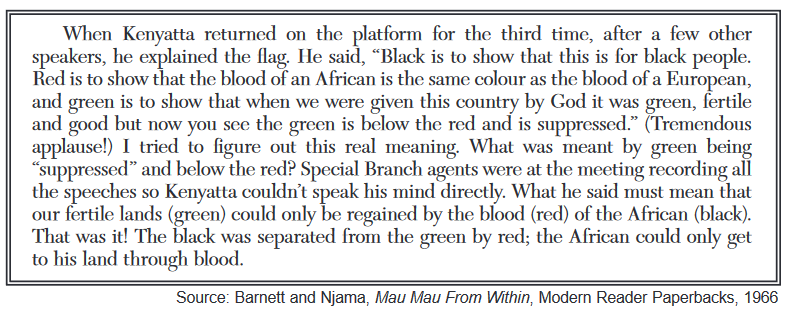 When Kenyatta returned on the platform for the third time, after a few other
speakers, he explained the flag. He said, “Black is to show that this is for black people.
Red is to show that the blood of an African is the same colour as the blood of a European,
and green is to show that when we were given this country by God it was green, fertile
and good but now you see the green is below the red and is suppressed.” (Tremendous
applause!) I tried to figure out this real meaning. What was meant by green being
“suppressed” and below the red? Special Branch agents were at the meeting recording all
the speeches so Kenyatta couldn’t speak his mind directly. What he said must mean that
our fertile lands (green) could only be regained by the blood (red) of the African (black).
That was it! The black was separated from the green by red; the African could only get
to his land through blood.
Source: Barnett and Njama, Mau Mau From Within, Modern Reader Paperbacks, 1966